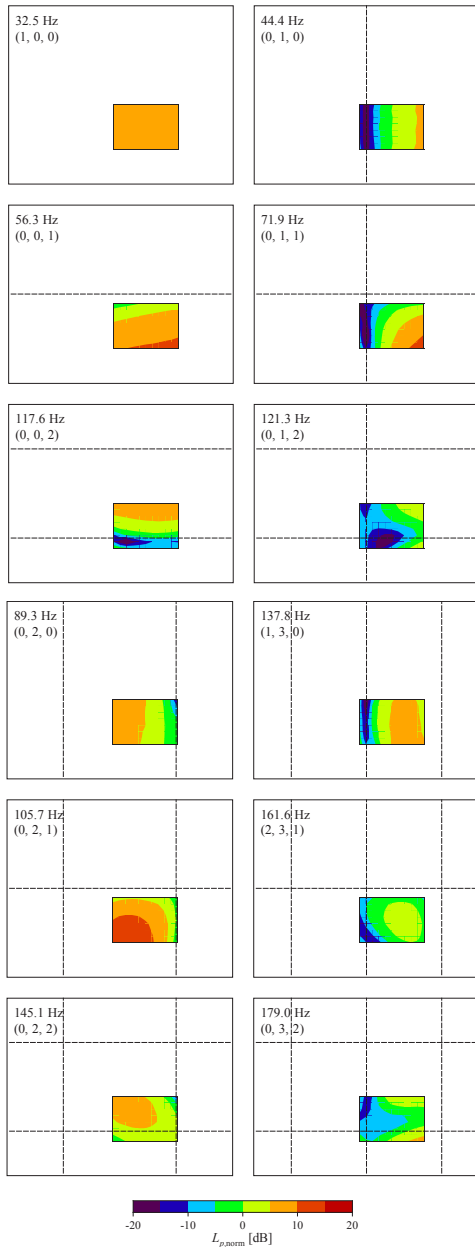 32.5 Hz
(1, 0, 0)
44.4 Hz
(0, 1, 0)
56.3 Hz
(0, 0, 1)
71.9 Hz
(0, 1, 1)
117.6 Hz
(0, 0, 2)
121.3 Hz
(0, 1, 2)
89.3 Hz
(0, 2, 0)
137.8 Hz
(1, 3, 0)
105.7 Hz
(0, 2, 1)
161.6 Hz
(2, 3, 1)
145.1 Hz
(0, 2, 2)
179.0 Hz
(0, 3, 2)
-20 -10 0 10 20
Lp,norm [dB]